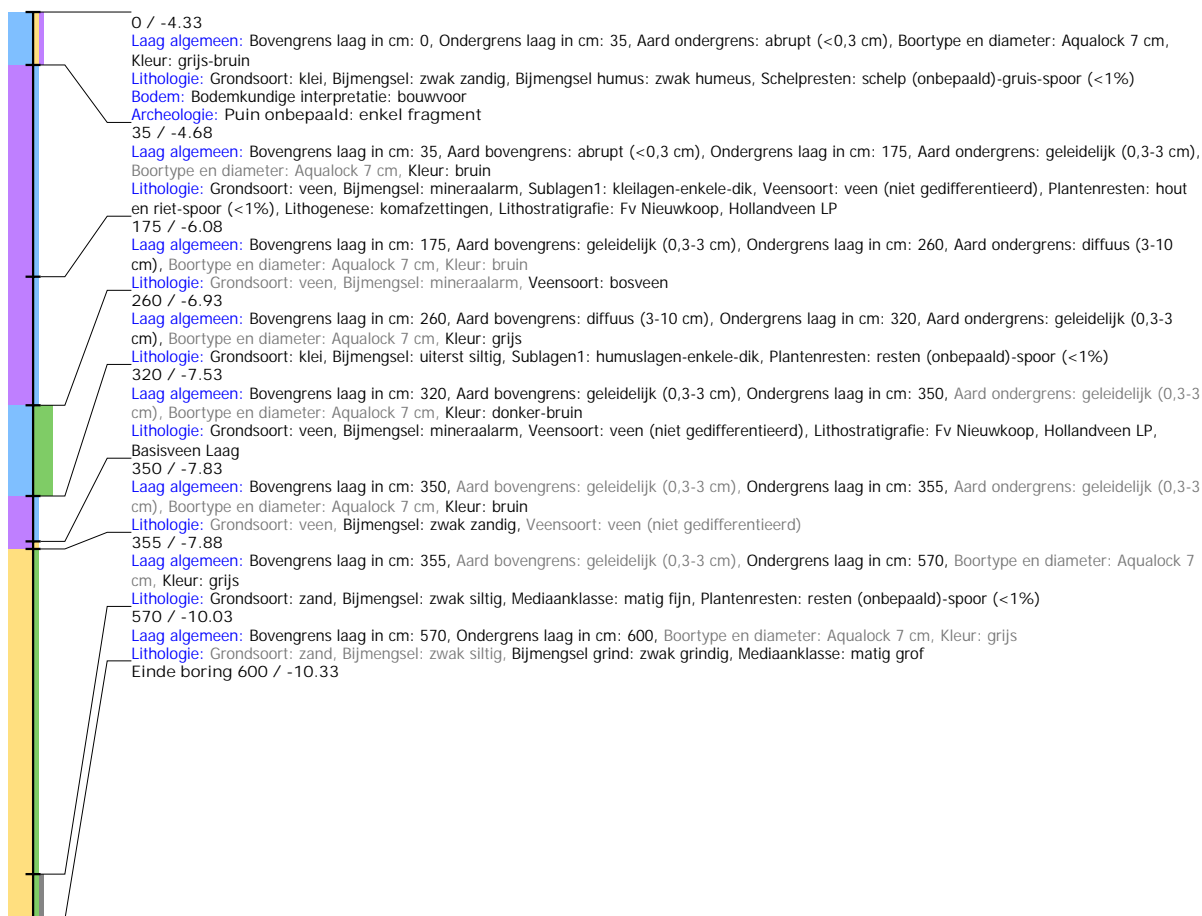 0 / -4.33
Laag algemeen: Bovengrens laag in cm: 0, Ondergrens laag in cm: 35, Aard ondergrens: abrupt (<0,3 cm), Boortype en diameter: Aqualock 7 cm,
Kleur: grijs-bruin
Lithologie: Grondsoort: klei, Bijmengsel: zwak zandig, Bijmengsel humus: zwak humeus, Schelpresten: schelp (onbepaald)-gruis-spoor (<1%)
Bodem: Bodemkundige interpretatie: bouwvoor
Archeologie: Puin onbepaald: enkel fragment
35 / -4.68
Laag algemeen: Bovengrens laag in cm: 35, Aard bovengrens: abrupt (<0,3 cm), Ondergrens laag in cm: 175, Aard ondergrens: geleidelijk (0,3-3 cm),
Boortype en diameter: Aqualock 7 cm, Kleur: bruin
Lithologie: Grondsoort: veen, Bijmengsel: mineraalarm, Sublagen1: kleilagen-enkele-dik, Veensoort: veen (niet gedifferentieerd), Plantenresten: hout
en riet-spoor (<1%), Lithogenese: komafzettingen, Lithostratigrafie: Fv Nieuwkoop, Hollandveen LP
175 / -6.08
Laag algemeen: Bovengrens laag in cm: 175, Aard bovengrens: geleidelijk (0,3-3 cm), Ondergrens laag in cm: 260, Aard ondergrens: diffuus (3-10
cm), Boortype en diameter: Aqualock 7 cm, Kleur: bruin
Lithologie: Grondsoort: veen, Bijmengsel: mineraalarm, Veensoort: bosveen
260 / -6.93
Laag algemeen: Bovengrens laag in cm: 260, Aard bovengrens: diffuus (3-10 cm), Ondergrens laag in cm: 320, Aard ondergrens: geleidelijk (0,3-3
cm), Boortype en diameter: Aqualock 7 cm, Kleur: grijs
Lithologie: Grondsoort: klei, Bijmengsel: uiterst siltig, Sublagen1: humuslagen-enkele-dik, Plantenresten: resten (onbepaald)-spoor (<1%)
320 / -7.53
Laag algemeen: Bovengrens laag in cm: 320, Aard bovengrens: geleidelijk (0,3-3 cm), Ondergrens laag in cm: 350, Aard ondergrens: geleidelijk (0,3-3
cm), Boortype en diameter: Aqualock 7 cm, Kleur: donker-bruin
Lithologie: Grondsoort: veen, Bijmengsel: mineraalarm, Veensoort: veen (niet gedifferentieerd), Lithostratigrafie: Fv Nieuwkoop, Hollandveen LP,
Basisveen Laag
350 / -7.83
Laag algemeen: Bovengrens laag in cm: 350, Aard bovengrens: geleidelijk (0,3-3 cm), Ondergrens laag in cm: 355, Aard ondergrens: geleidelijk (0,3-3
cm), Boortype en diameter: Aqualock 7 cm, Kleur: bruin
Lithologie: Grondsoort: veen, Bijmengsel: zwak zandig, Veensoort: veen (niet gedifferentieerd)
355 / -7.88
Laag algemeen: Bovengrens laag in cm: 355, Aard bovengrens: geleidelijk (0,3-3 cm), Ondergrens laag in cm: 570, Boortype en diameter: Aqualock 7
cm, Kleur: grijs
Lithologie: Grondsoort: zand, Bijmengsel: zwak siltig, Mediaanklasse: matig fijn, Plantenresten: resten (onbepaald)-spoor (<1%)
570 / -10.03
Laag algemeen: Bovengrens laag in cm: 570, Ondergrens laag in cm: 600, Boortype en diameter: Aqualock 7 cm, Kleur: grijs
Lithologie: Grondsoort: zand, Bijmengsel: zwak siltig, Bijmengsel grind: zwak grindig, Mediaanklasse: matig grof
Einde boring 600 / -10.33